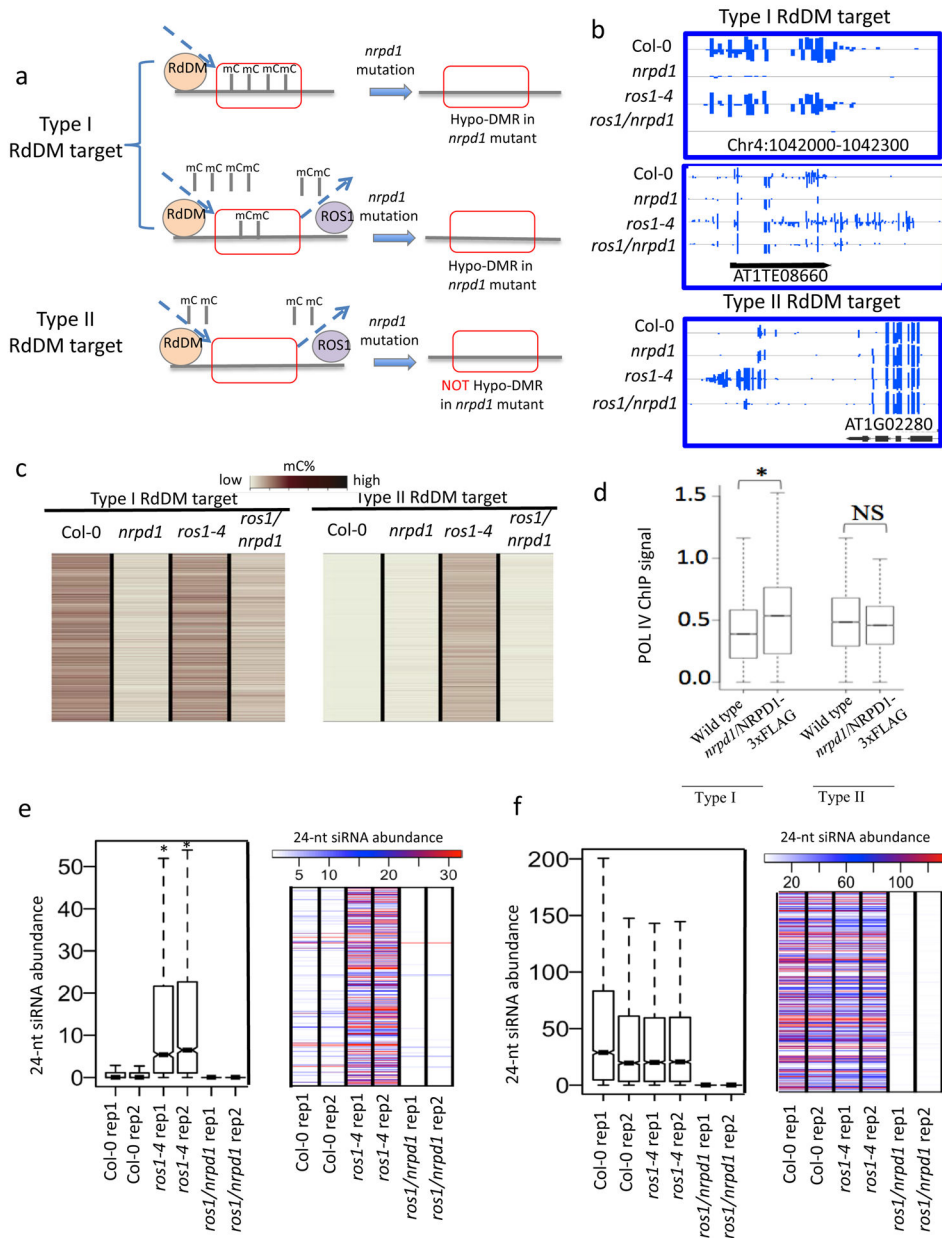 a
Type I
RdDM target
RdDM
mC mC mCmC
nrpd1
mutation
Hypo-DMR in
nrpd1 mutant
mC mC mCmC
mCmC
RdDM
mCmC
ROS1
nrpd1
mutation
Hypo-DMR in
nrpd1 mutant
Type II
RdDM target
mC mC
mC mC
RdDM
ROS1
nrpd1
mutation
NOT Hypo-DMR
in nrpd1 mutant
b
Type I RdDM target
Col-0
nrpd1
ros1-4
ros1/nrpd1
Chr4:1042000-1042300
Col-0
nrpd1
ros1-4
ros1/nrpd1
AT1TE08660
Type II RdDM target
Col-0
nrpd1
ros1-4
ros1/nrpd1
AT1G02280
c
mC%
low high
Type I RdDM target
Col-0 nrpd1 ros1-4 ros1/
nrpd1
Type II RdDM target
Col-0 nrpd1 ros1-4 ros1/
nrpd1
d
POL IV ChIP signal
1.5
1.0
0.5
0.0
*
NS
Wild type
nrpd1/NRPD1-
3xFLAG
Wild type
nrpd1/NRPD1-
3xFLAG
Type I
Type II
e
24-nt siRNA abundance
50
40
30
20
10
0
* *
Col-0 rep1
Col-0 rep2
ros1-4 rep1
ros1-4 rep2
ros1/nrpd1 rep1
ros1/nrpd1 rep2
24-nt siRNA abundance
5 10 20 30
Col-0 rep1
Col-0 rep2
ros1-4 rep1
ros1-4 rep2
ros1/nrpd1 rep1
ros1/nrpd1 rep2
f
24-nt siRNA abundance
200
150
100
50
0
Col-0 rep1
Col-0 rep2
ros1-4 rep1
ros1-4 rep2
ros1/nrpd1 rep1
ros1/nrpd1 rep2
24-nt siRNA abundance
20 60 100
Col-0 rep1
Col-0 rep2
ros1-4 rep1
ros1-4 rep2
ros1/nrpd1 rep1
ros1/nrpd1 rep2